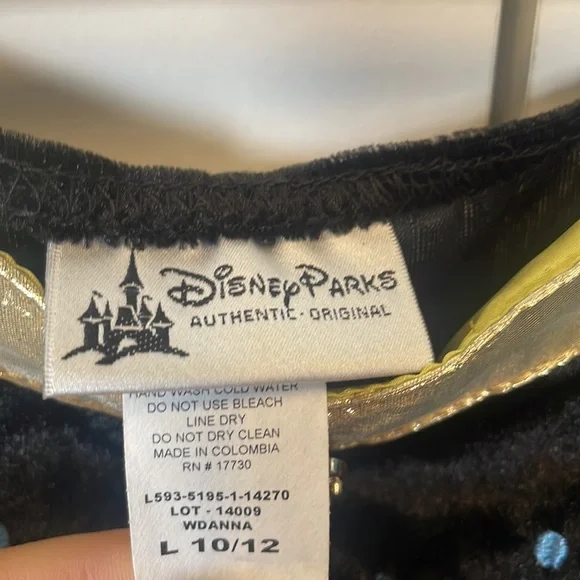 Disney Parks
AUTHENTIC · ORIGINAL
HAND WASH COLD WATER
DO NOT USE BLEACH
LINE DRY
DO NOT DRY CLEAN
MADE IN COLOMBIA
RN # 17730
L593-5195-1-14270
LOT - 14009
WDANNA
L 10/12